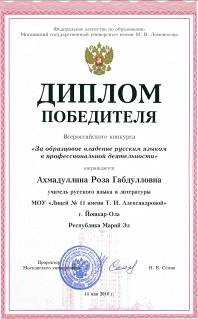 Федеральное агентство по образованию
Московский государственный университет имени М. В. Ломоносова
ДИПЛОМ
ПОБЕДИТЕЛЯ
Всероссийского конкурса
«За образцовое владение русским языком
в профессиональной деятельности»
награждается
Ахмадуллина Роза Габдулловна
учитель русского языка и литературы
МОУ «Лицей № 11 имени Т. И. Александровой»
г. Йошкар-Ола
Республика Марий Эл
Проректор
Московского университета
Н. В. Семин
14 мая 2010 г.